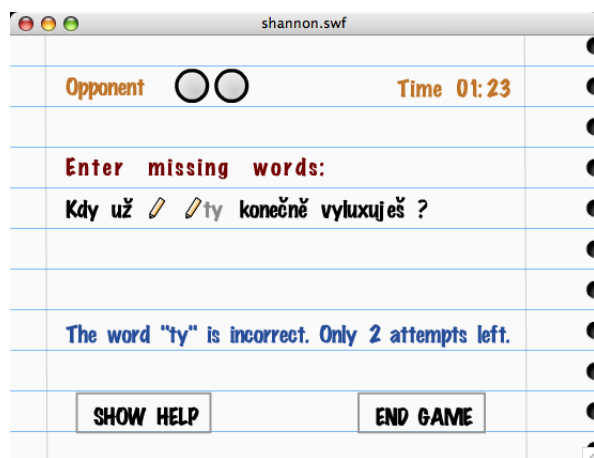 shannon.swf
Opponent Time 01:23
Enter missing words:
Kdy už ty konečně vyluxuješ ?
The word "ty" is incorrect. Only 2 attempts left.
SHOW HELP END GAME